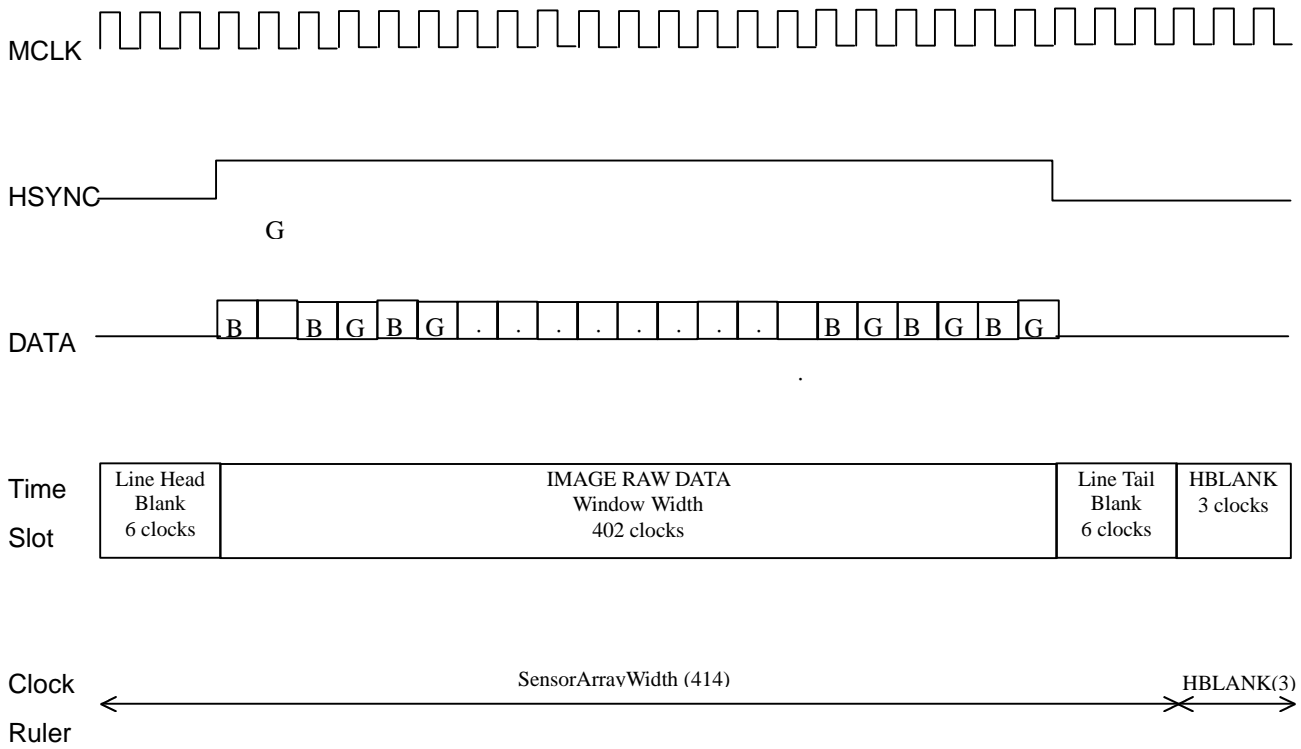 MCLK
HSYNC
G
DATA B B G B G . . . . . . . . B G B G B G
.
Time Slot
Line Head Blank 6 clocks
IMAGE RAW DATA
Window Width
402 clocks
Line Tail Blank 6 clocks
HBLANK
3 clocks
Clock Ruler
SensorArrayWidth (414)
HBLANK(3)